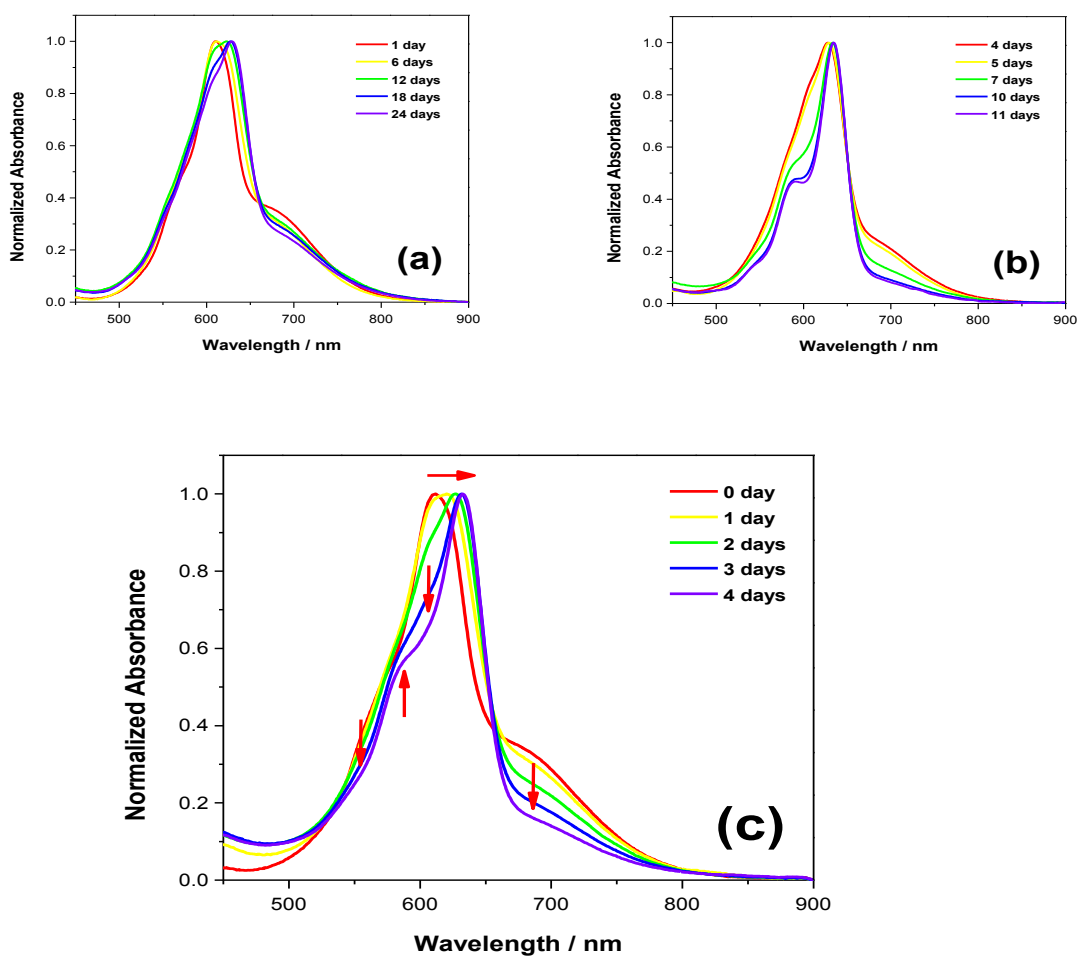 1 day
6 days
12 days
18 days
24 days
1.0
0.8
0.6
0.4
0.2
0.0
Normalized Absorbance
(a)
500 600 700 800 900
Wavelength / nm
4 days
5 days
7 days
10 days
11 days
1.0
0.8
0.6
0.4
0.2
0.0
Normalized Absorbance
(b)
500 600 700 800 900
Wavelength / nm
0 day
1 day
2 days
3 days
4 days
1.0
0.8
0.6
0.4
0.2
0.0
Normalized Absorbance
(c)
500 600 700 800 900
Wavelength / nm